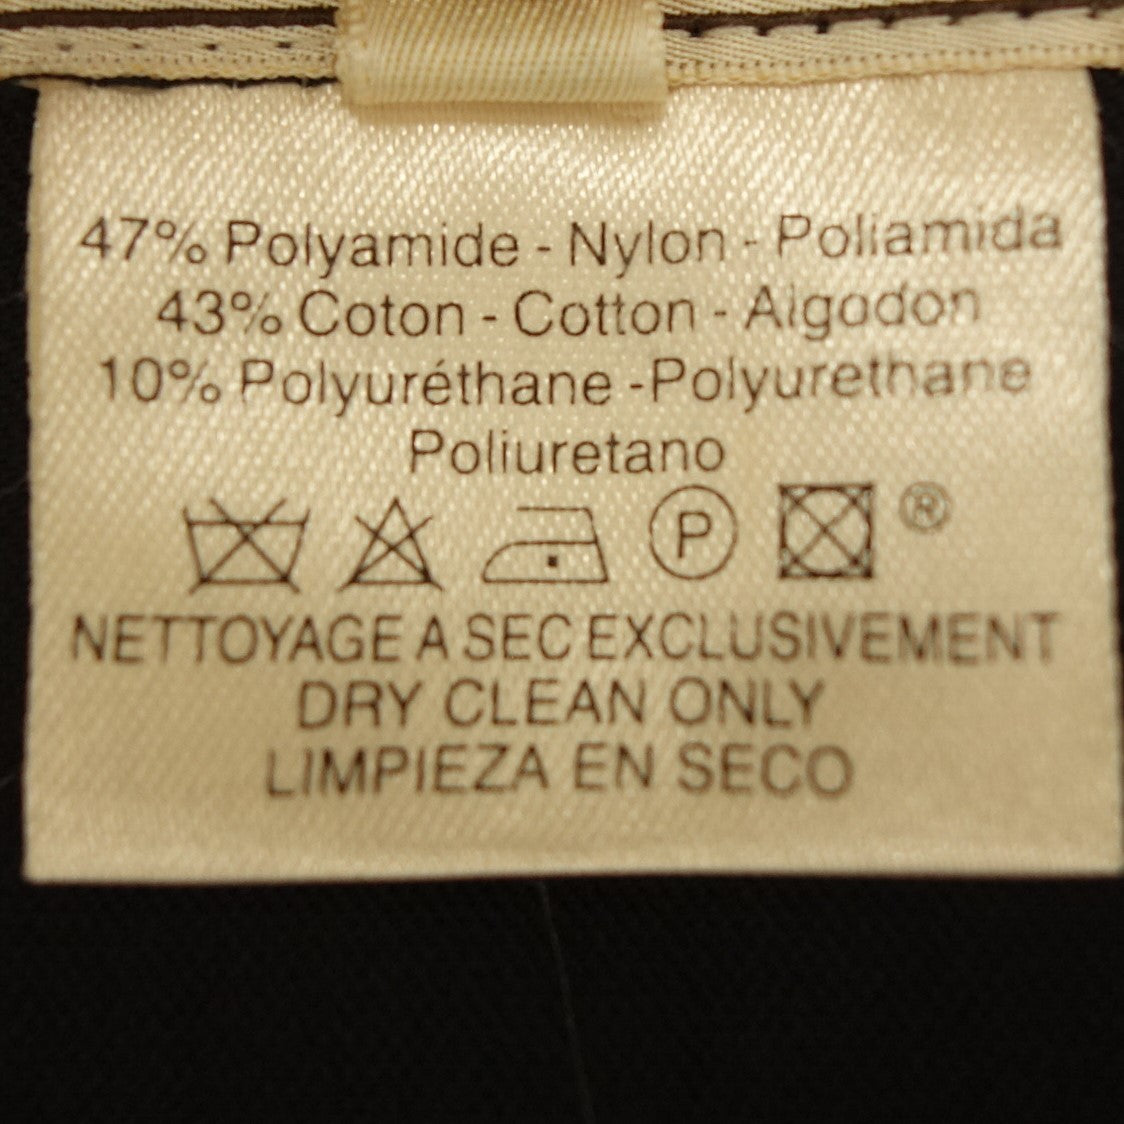 47% Polyamide - Nylon - Poliamida
43% Coton - Cotton - Algodon
10% Polyuréthane -Polyurethane
Poliuretano
P ®
NETTOYAGE A SEC EXCLUSIVEMENT
DRY CLEAN ONLY
LIMPIEZA EN SECO